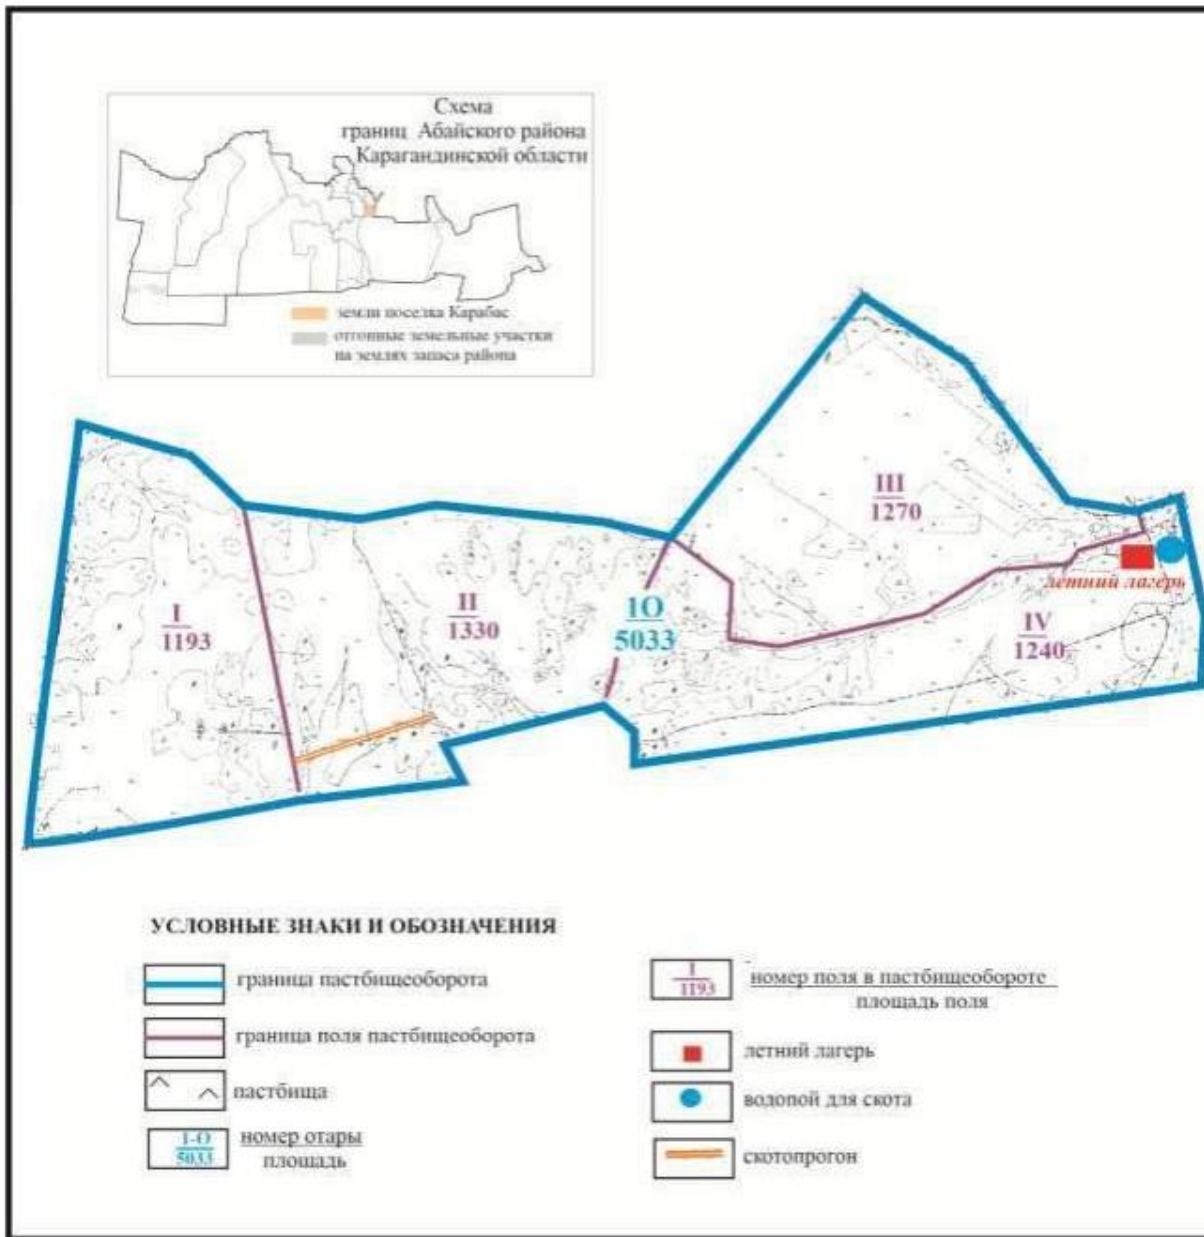 Схема
границ Абайского района
Карагандинской области
земли поселка Карабас
отгонные земельные участки
на землях запаса района
III
1270
летний лагерь
I
1193
II
1330
1О
5033
IV
1240
УСЛОВНЫЕ ЗНАКИ И ОБОЗНАЧЕНИЯ
граница пастбищеоборота
граница поля пастбищеоборота
пастбища
1-О
5033
номер отары
площадь
I
1193
номер поля в пастбищеобороте
площадь поля
летний лагерь
водопой для скота
скотопрогон